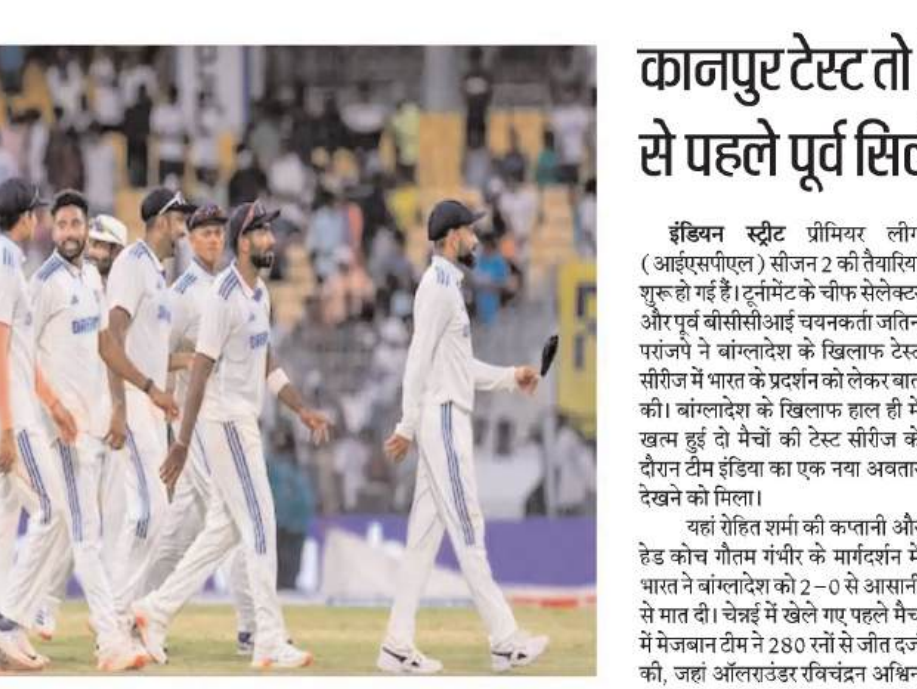 कानपुर टेस्ट तो
से पहले पूर्व
इंडियन स्ट्रीट प्रीमियर लीग
(आईएसपीएल) सीजन 2 की
शुरू हो गई हैं। टूर्नामेंट के चीफ
और पूर्व बीसीसीआई चयनकर्ता
परांजपे ने बांग्लादेश के खिलाफ टेस्ट
सीरीज में भारत के प्रदर्शन को लेकर बात
की। बांग्लादेश के खिलाफ हाल ही में
खत्म हुई दो मैचों की टेस्ट सीरीज के
दौरान टीम इंडिया का एक नया अवतार
देखने को मिला।
यहां रोहित शर्मा की कप्तानी और
हेड कोच गौतम गंभीर के मार्गदर्शन में
भारत ने बांग्लादेश को 2-0 से आसानी
से मात दी। चेन्नई में खेले गए पहले मैच
में मेजबान टीम ने 280 रनों से जीत दर्ज
की, जहां ऑलराउंडर रविचंद्रन अश्विन